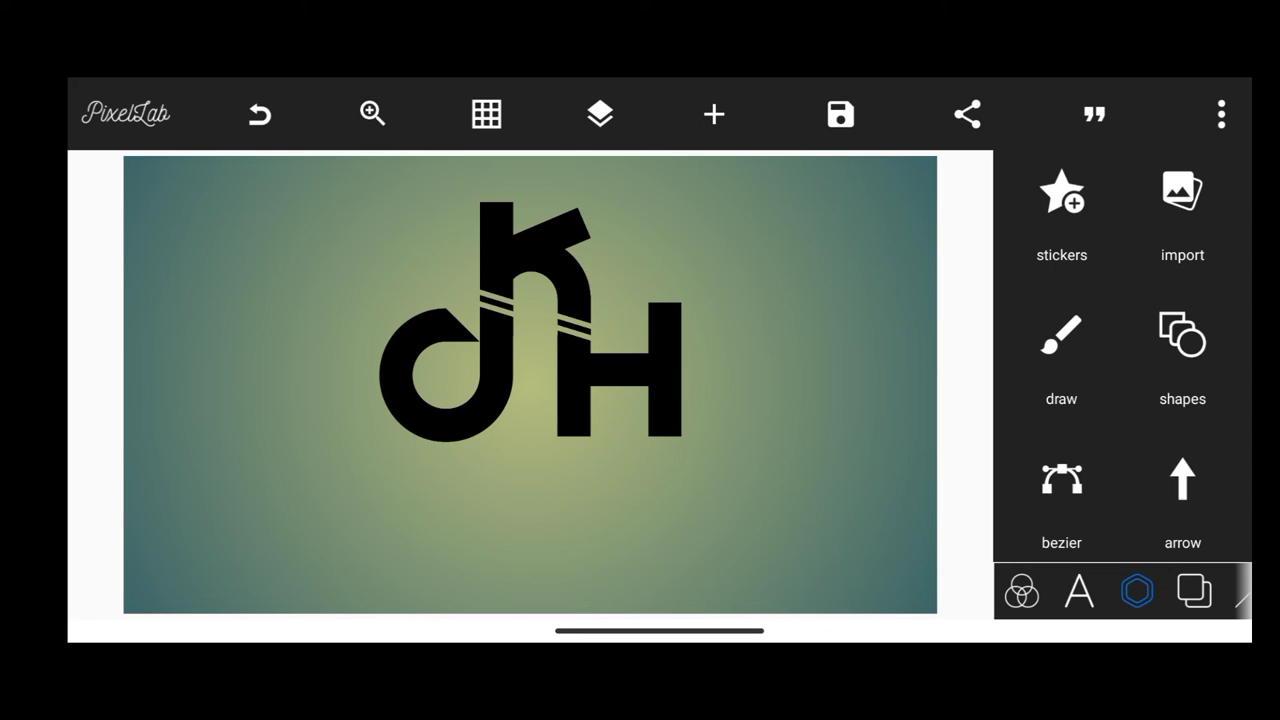 PixelLab
K
d H
stickers import
draw shapes
bezier arrow